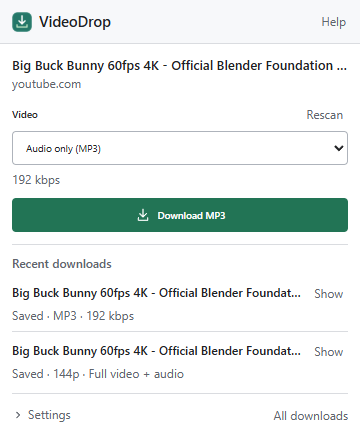 VideoDrop
Help
Big Buck Bunny 60fps 4K - Official Blender Foundation ...
youtube.com
Video
Rescan
Audio only (MP3)
192 kbps
Download MP3
Recent downloads
Big Buck Bunny 60fps 4K - Official Blender Foundat...
Show
Saved · MP3 · 192 kbps
Big Buck Bunny 60fps 4K - Official Blender Foundat...
Show
Saved · 144p · Full video + audio
Settings
All downloads